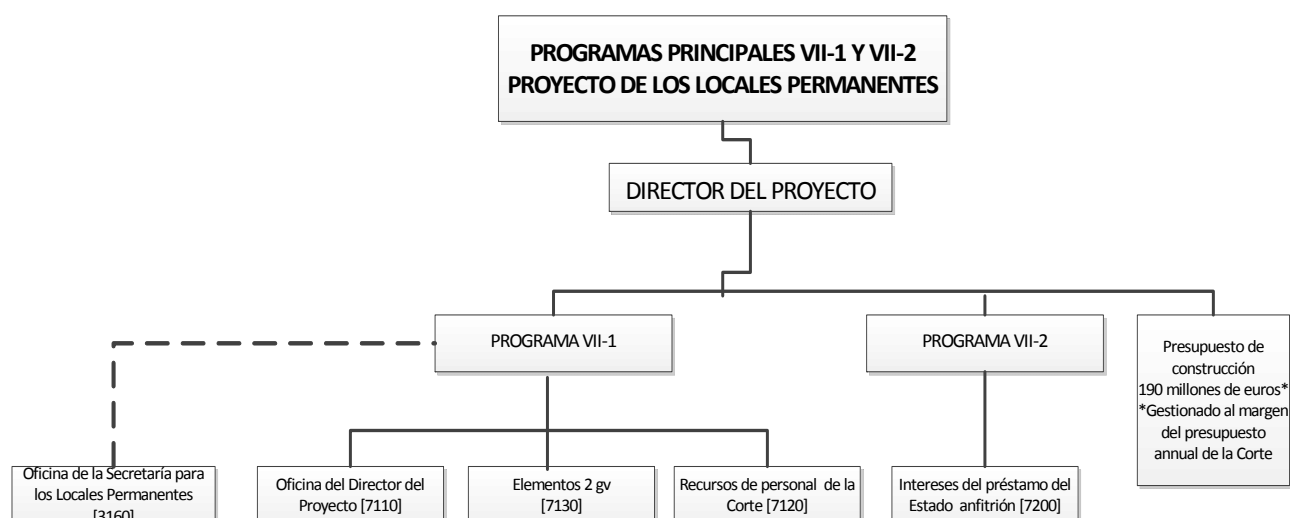 PROGRAMAS PRINCIPALES VII-1 Y VII-2
PROYECTO DE LOS LOCALES PERMANENTES
DIRECTOR DEL PROYECTO
PROGRAMA VII-1
PROGRAMA VII-2
Presupuesto de
construcción
190 millones de euros*
*Gestionado al margen
del presupuesto
annual de la Corte
Oficina de la Secretaría para
los Locales Permanentes
[3160]
Oficina del Director del
Proyecto [7110]
Elementos 2 gv
[7130]
Recursos de personal de la
Corte [7120]
Intereses del préstamo del
Estado anfitrión [7200]